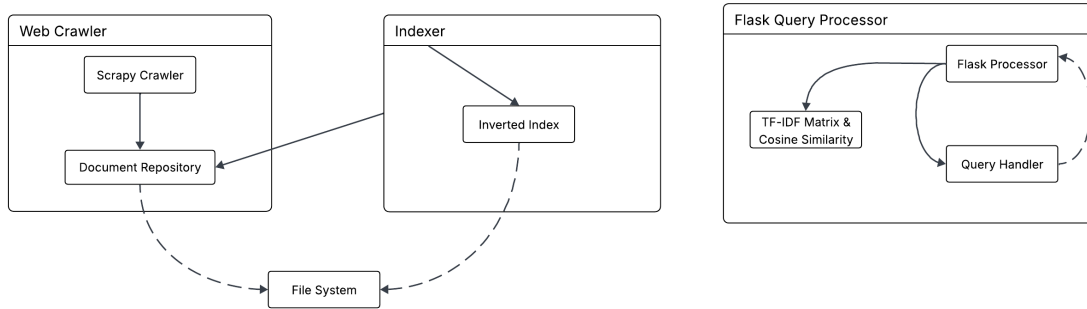 Web Crawler
Scrapy Crawler
Document Repository
Indexer
Inverted Index
File System
Flask Query Processor
Flask Processor
TF-IDF Matrix &
Cosine Similarity
Query Handler